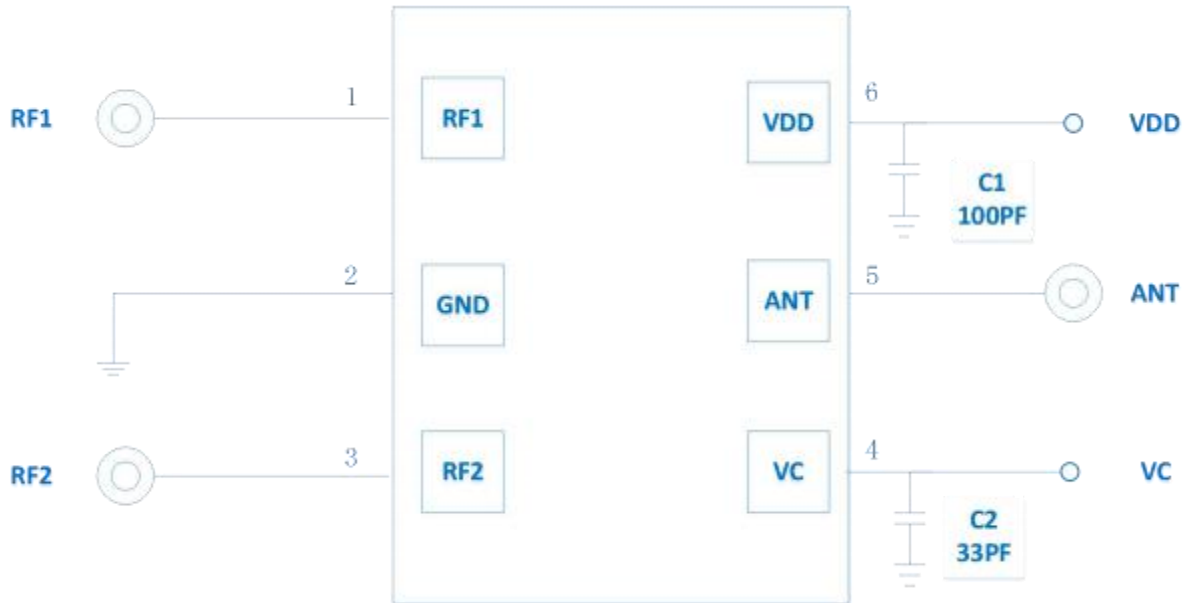 RF1 1 RF1 VDD 6 VDD
C1
100PF
2 GND ANT 5 ANT
RF2 3 RF2 VC 4 VC
C2
33PF